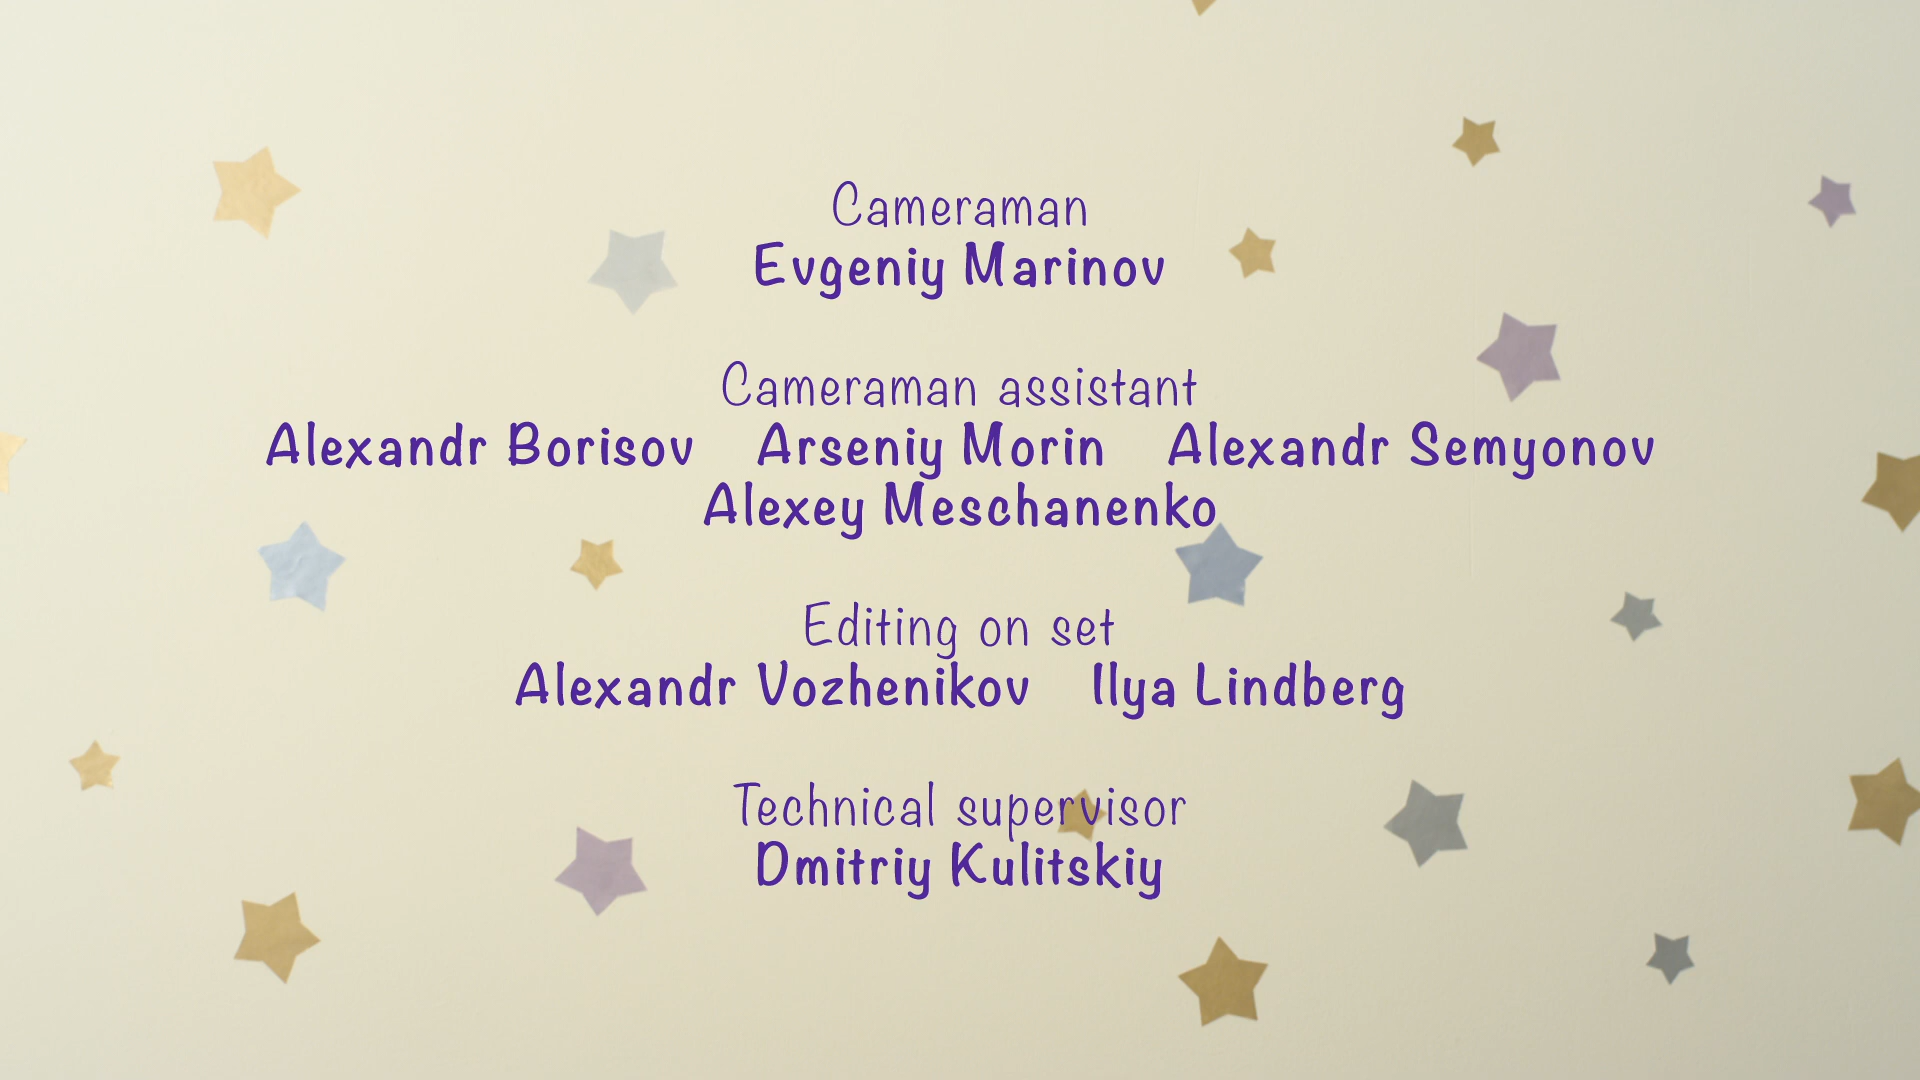 Cameraman
Evgeniy Marinov
Cameraman assistant
Alexandr Borisov Arseniy Morin Alexandr Semyonov
Alexey Meschanenko
Editing on set
Alexandr Vozhenikov Ilya Lindberg
Technical supervisor
Dmitriy Kulitskiy